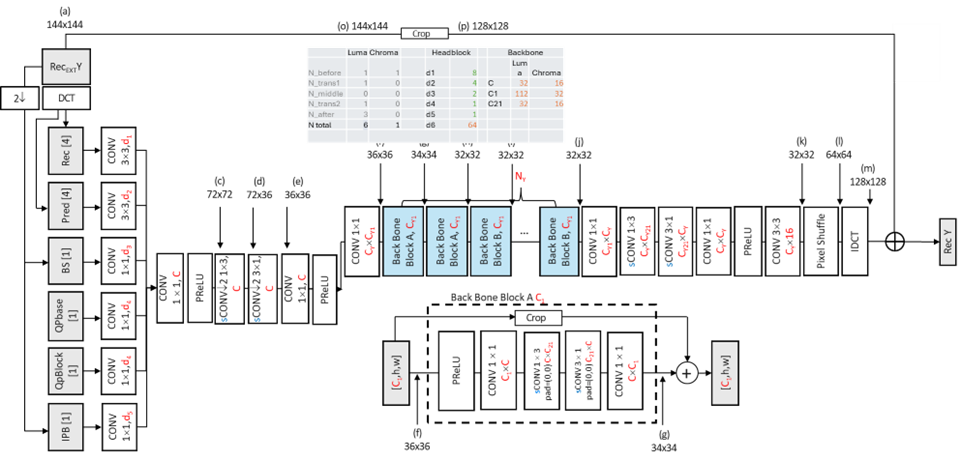 (a)
144x144
(o) 144x144
(p) 128x128
Crop
RecEXTY
2↓
DCT
Luma Chroma Headblock Backbone
Luma Chroma
N_before 1 1 d1 8
N_trans1 1 0 d2 4 C 32 16
N_middle 0 0 d3 2 C1 112 32
N_trans2 1 0 d4 1 C21 32 16
N_after 3 0 d5 1
N total 6 1 d6 64
Rec [4]
CONV 3×3,d1
Pred [4]
CONV 3×3,d2
BS [1]
CONV 1×1,d3
QPbase [1]
CONV 1×1,d4
QpBlock [1]
CONV 1×1,d4
IPB [1]
CONV 1×1,d5
(c)
72x72
(d)
72x36
(e)
36x36
CONV 1×1, C
PReLU
sCONV↓2 1×3, C
sCONV↓2 3×1, C
CONV 1×1, C
PReLU
36x36
34x34
32x32
32x32
(j)
32x32
(k)
32x32
(l)
64x64
(m)
128x128
NY
CONV 1×1 CY×CY1
Back Bone Block A, CY1
Back Bone Block A, CY1
Back Bone Block B, CY1
...
Back Bone Block B, CY1
CONV 1×1 CY1×CY
sCONV 1×3 CY×CY21
sCONV 3×1 CY21×CY
CONV 1×1 CY×CY
PReLU
CONV 3×3 CY×16
Pixel Shuffle
IDCT
Rec Y
Back Bone Block A C1
Crop
[C1,h,w]
PReLU
CONV 1×1 C1×C
sCONV 1×3 pad=(0,0) C×C21
sCONV 3×1 pad=(0,0) C21×C
CONV 1×1 C×C1
[C1,h,w]
(f)
36x36
(g)
34x34